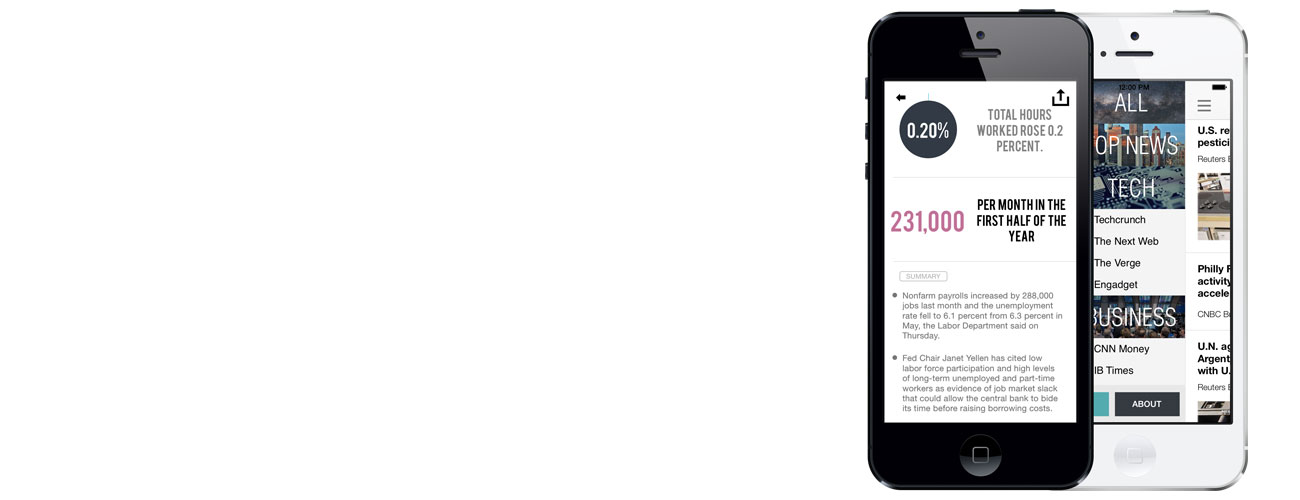 0.20%
TOTAL HOURS
WORKED ROSE 0.2
PERCENT.
231,000
PER MONTH IN THE
FIRST HALF OF THE
YEAR
SUMMARY
Nonfarm payrolls increased by 288,000
jobs last month and the unemployment
rate fell to 6.1 percent from 6.3 percent in
May, the Labor Department said on
Thursday.
Fed Chair Janet Yellen has cited low
labor force participation and high levels
of long-term unemployed and part-time
workers as evidence of job market slack
that could allow the central bank to bide
its time before raising borrowing costs.
12:00 PM
ALL
OP NEWS
TECH
Techcrunch
The Next Web
The Verge
Engadget
BUSINESS
CNN Money
IB Times
ABOUT
U.S. re
pestici
Reuters B
Philly F
activity
accele
CNBC Bu
U.N. ag
Argent
with U.
Reuters B